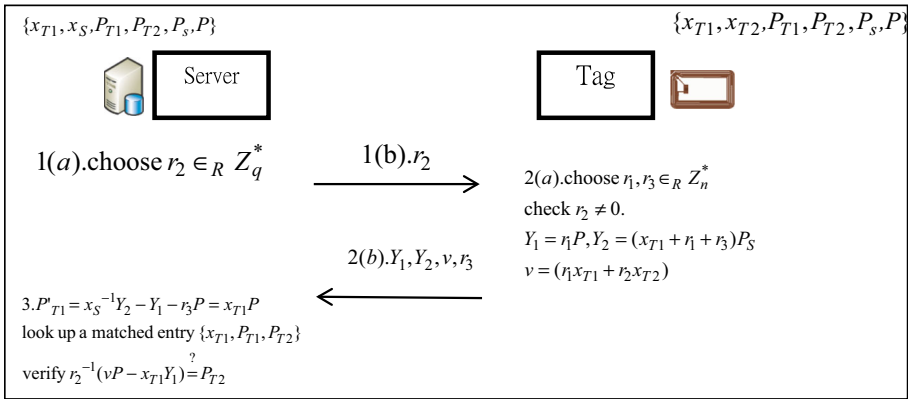 {x_{T1}, x_S, P_{T1}, P_{T2}, P_s, P}
{x_{T1}, x_{T2}, P_{T1}, P_{T2}, P_s, P}
Server
Tag
1(a).choose r_2 ∈_R Z_q^*
1(b).r_2
2(a).choose r_1, r_3 ∈_R Z_n^*
check r_2 ≠ 0.
Y_1 = r_1P, Y_2 = (x_{T1} + r_1 + r_3)P_S
v = (r_1x_{T1} + r_2x_{T2})
2(b).Y_1, Y_2, v, r_3
3.P'_{T1} = x_S^{-1}Y_2 − Y_1 − r_3P = x_{T1}P
look up a matched entry {x_{T1}, P_{T1}, P_{T2}}
verify r_2^{-1}(vP − x_{T1}Y_1) =^? P_{T2}